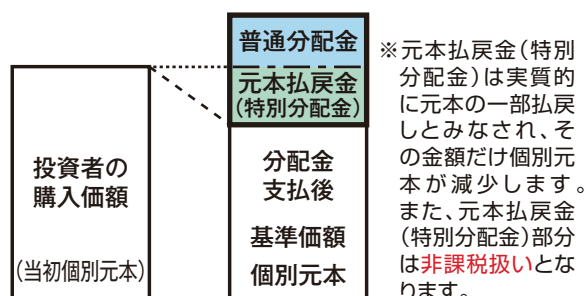 投資者の
購入価額
(当初個別元本)
普通分配金
元本払戻金
(特別分配金)
分配金
支払後
基準価額
個別元本
※元本払戻金(特別
分配金)は実質的
に元本の一部払戻
しとみなされ、そ
の金額だけ個別元
本が減少します。
また、元本払戻金
(特別分配金)部分
は非課税扱いとな
ります。